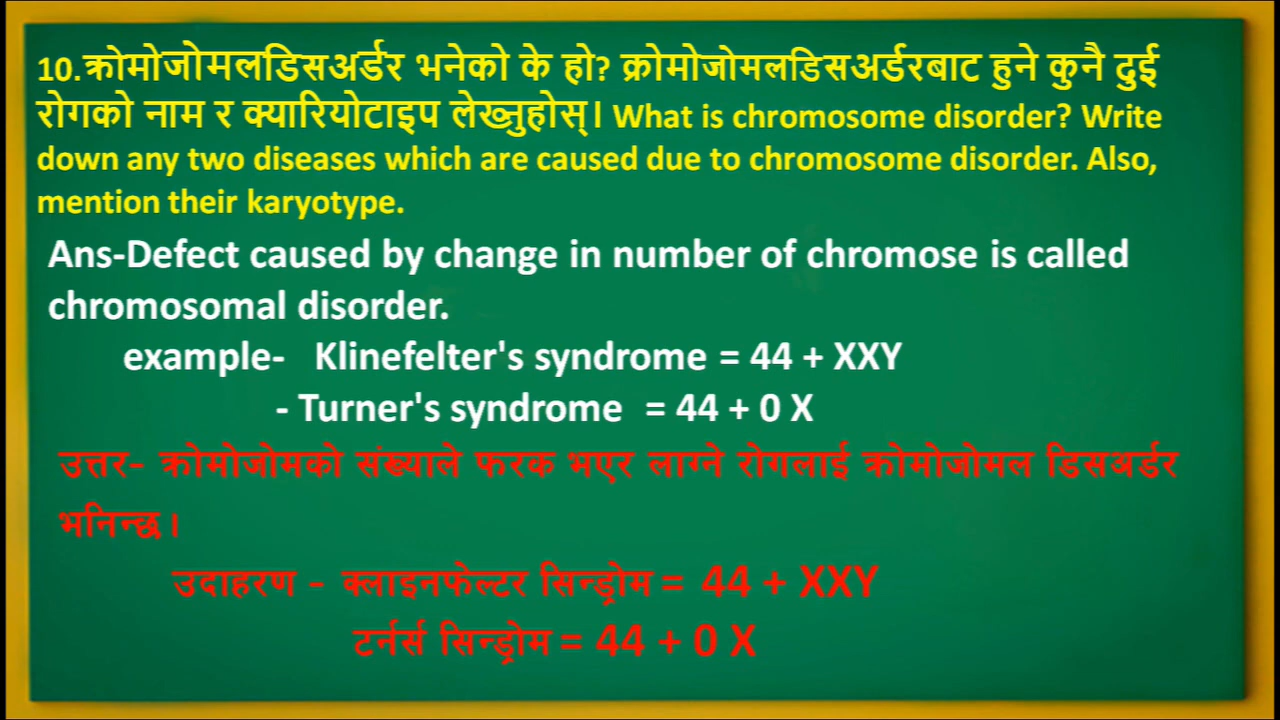 10.क्रोमोजोमलडिसअर्डर भनेको के हो? क्रोमोजोमलडिसअर्डरबाट हुने कुनै दुई
रोगको नाम र क्यारियोटाइप लेख्नुहोस्। What is chromosome disorder? Write
down any two diseases which are caused due to chromosome disorder. Also,
mention their karyotype.
Ans-Defect caused by change in number of chromose is called
chromosomal disorder.
example- Klinefelter's syndrome = 44 + XXY
- Turner's syndrome = 44 + 0 X
उत्तर- क्रोमोजोमको संख्याले फरक भएर लाग्ने रोगलाई क्रोमोजोमल डिसअर्डर
भनिन्छ।
उदाहरण - क्लाइनफेल्टर सिन्ड्रोम = 44 + XXY
टर्नर्स सिन्ड्रोम = 44 + 0 X